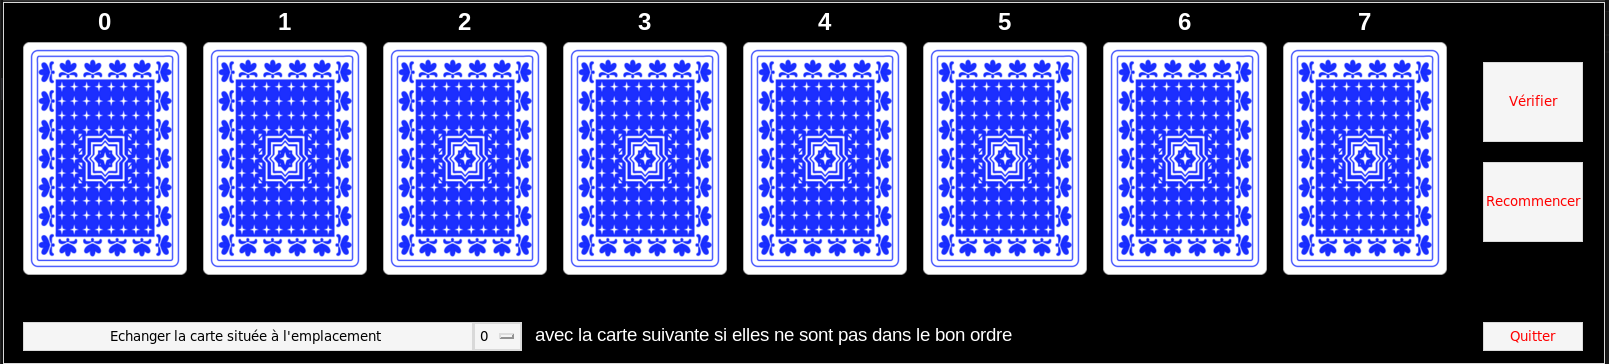 0 1 2 3 4 5 6 7
Vérifier
Recommencer
Echanger la carte située à l'emplacement 0 avec la carte suivante si elles ne sont pas dans le bon ordre
Quitter